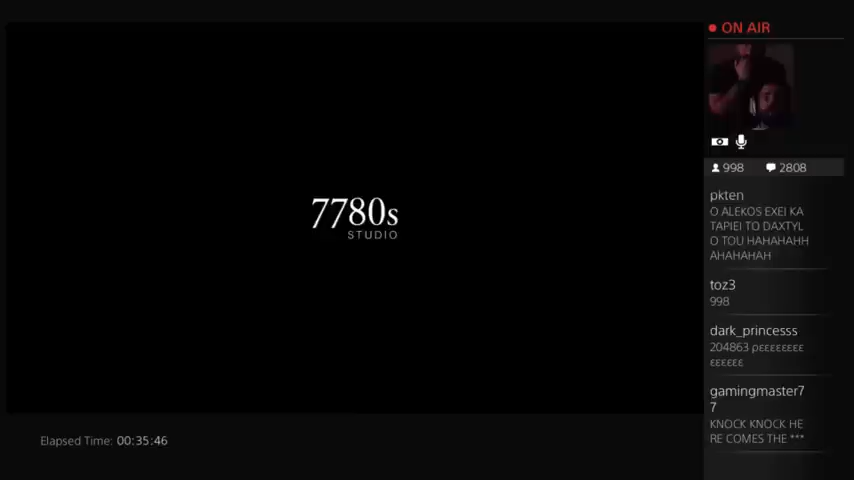 7780s
STUDIO
Elapsed Time: 00:35:46
ON AIR
998 2808
pkten
O ALEKOS EXEI KA
TAPIEI TO DAXTYL
O TOU HAHAHAHH
AHAHAHAH
toz3
998
dark_princesss
204863 ρεεεεεεεε
εεεεεε
gamingmaster7
7
KNOCK KNOCK HE
RE COMES THE ***